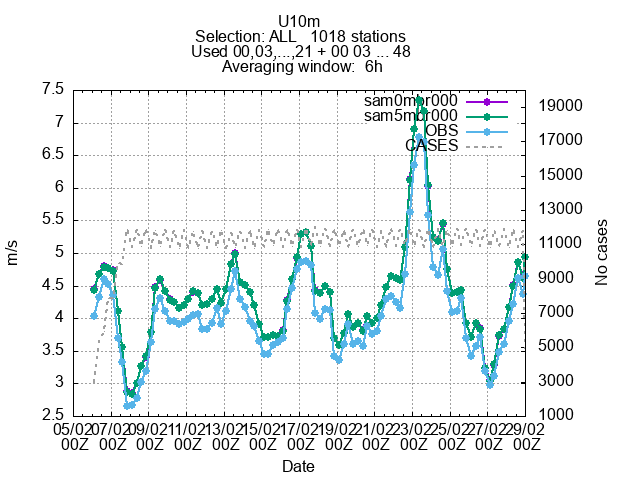 U10m
Selection: ALL   1018 stations
Used 00,03,...,21 + 00 03 ... 48
Averaging window:  6h
sam0mbr000
sam5mbr000
OBS
CASES
7.5
7
6.5
6
5.5
5
4.5
4
3.5
3
2.5
m/s
19000
17000
15000
13000
11000
9000
7000
5000
3000
1000
No cases
05/02 07/02 09/02 11/02 13/02 15/02 17/02 19/02 21/02 23/02 25/02 27/02 29/02
00Z 00Z 00Z 00Z 00Z 00Z 00Z 00Z 00Z 00Z 00Z 00Z 00Z
Date